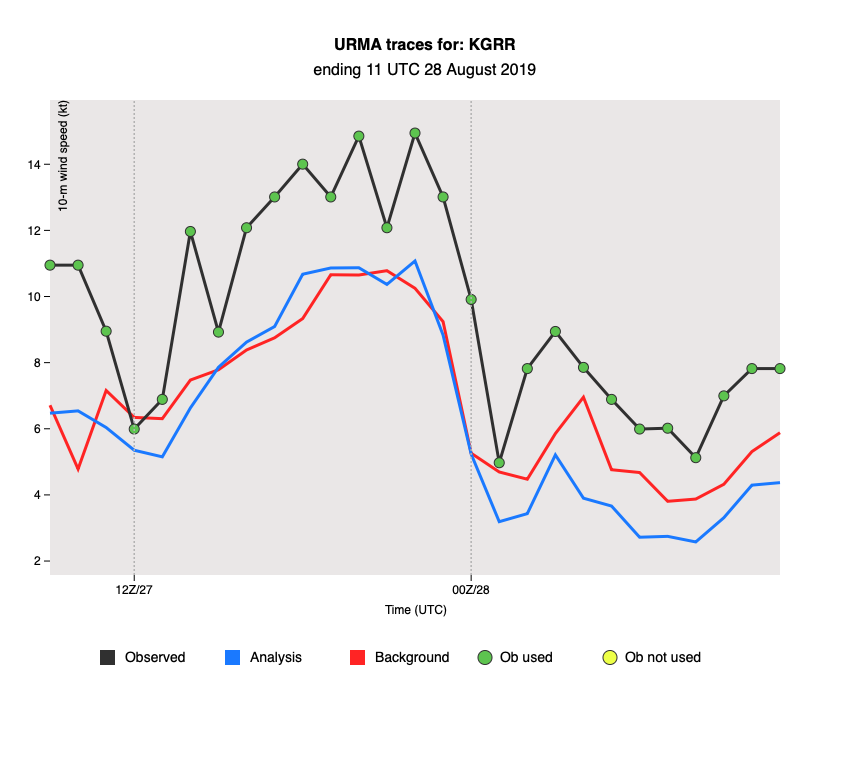 URMA traces for: KGRR
ending 11 UTC 28 August 2019
10-m wind speed (kt)
14
12
10
8
6
4
2
12Z/27 00Z/28
Time (UTC)
Observed Analysis Background Ob used Ob not used